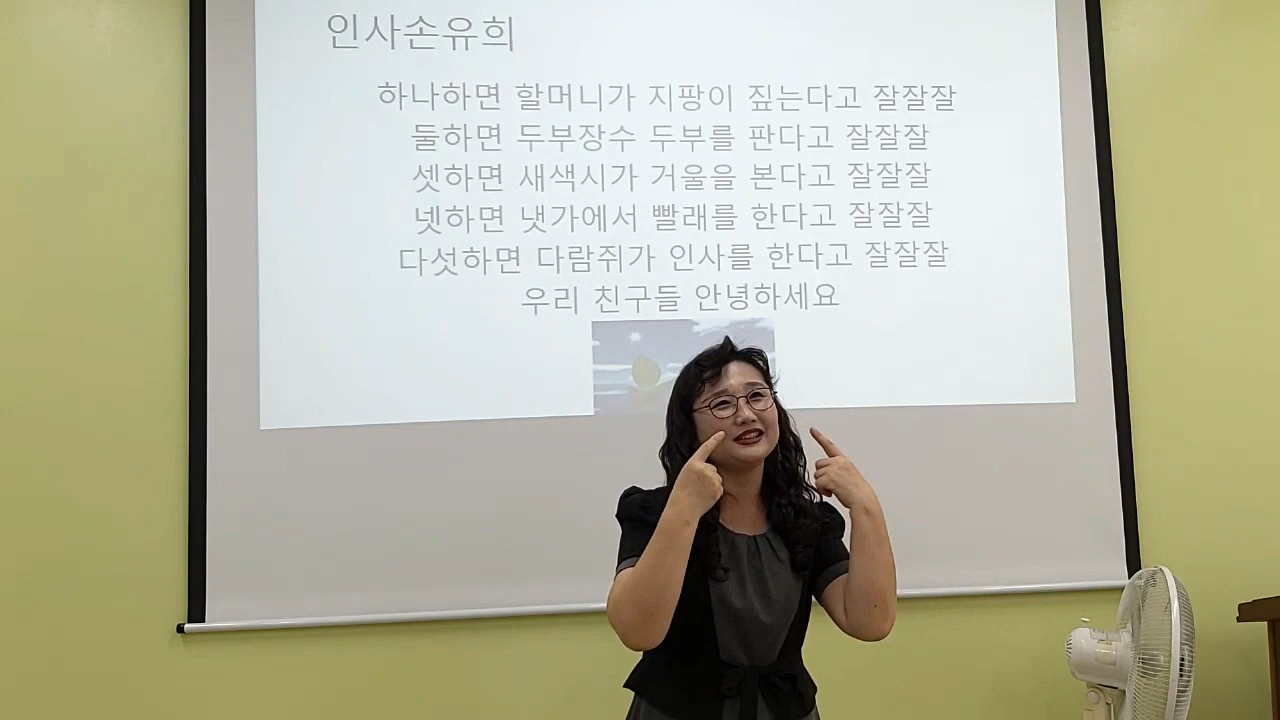 인사손유희
하나하면 할머니가 지팡이 짚는다고 잘잘잘
둘하면 두부장수 두부를 판다고 잘잘잘
셋하면 새색시가 거울을 본다고 잘잘잘
넷하면 냇가에서 빨래를 한다고 잘잘잘
다섯하면 다람쥐가 인사를 한다고 잘잘잘
우리 친구들 안녕하세요